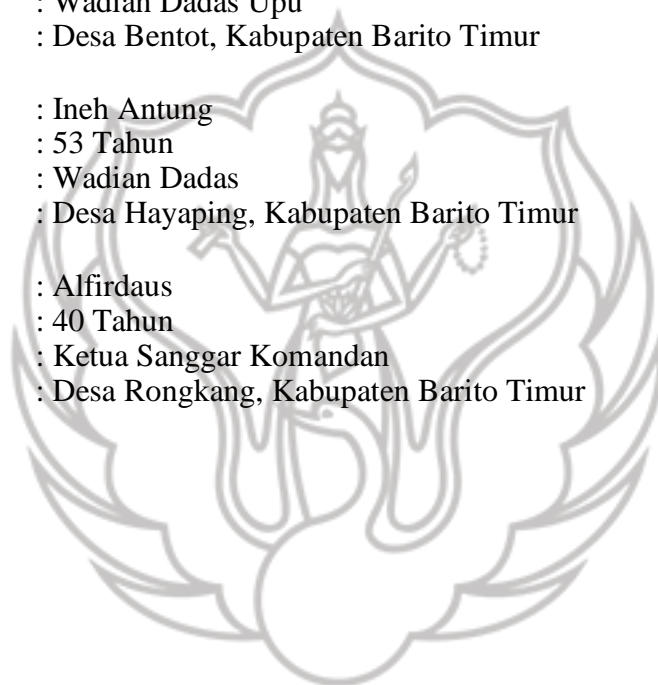 : Wadian Dadas Upu
: Desa Bentot, Kabupaten Barito Timur
: Ineh Antung
: 53 Tahun
: Wadian Dadas
: Desa Hayaping, Kabupaten Barito Timur
: Alfirdaus
: 40 Tahun
: Ketua Sanggar Komandan
: Desa Rongkang, Kabupaten Barito Timur